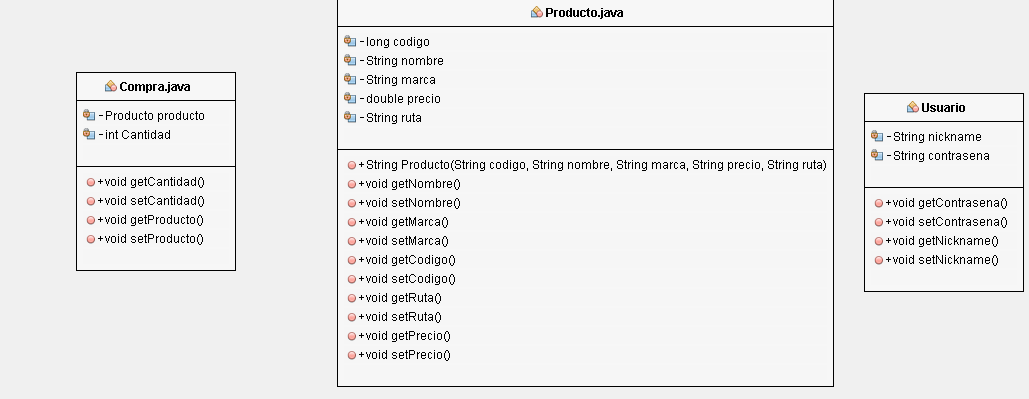 Compra.java
-Producto producto
-int Cantidad
+void getCantidad()
+void setCantidad()
+void getProducto()
+void setProducto()
Producto.java
-long codigo
-String nombre
-String marca
-double precio
-String ruta
+String Producto(String codigo, String nombre, String marca, String precio, String ruta)
+void getNombre()
+void setNombre()
+void getMarca()
+void setMarca()
+void getCodigo()
+void setCodigo()
+void getRuta()
+void setRuta()
+void getPrecio()
+void setPrecio()
Usuario
-String nickname
-String contrasena
+void getContrasena()
+void setContrasena()
+void getNickname()
+void setNickname()